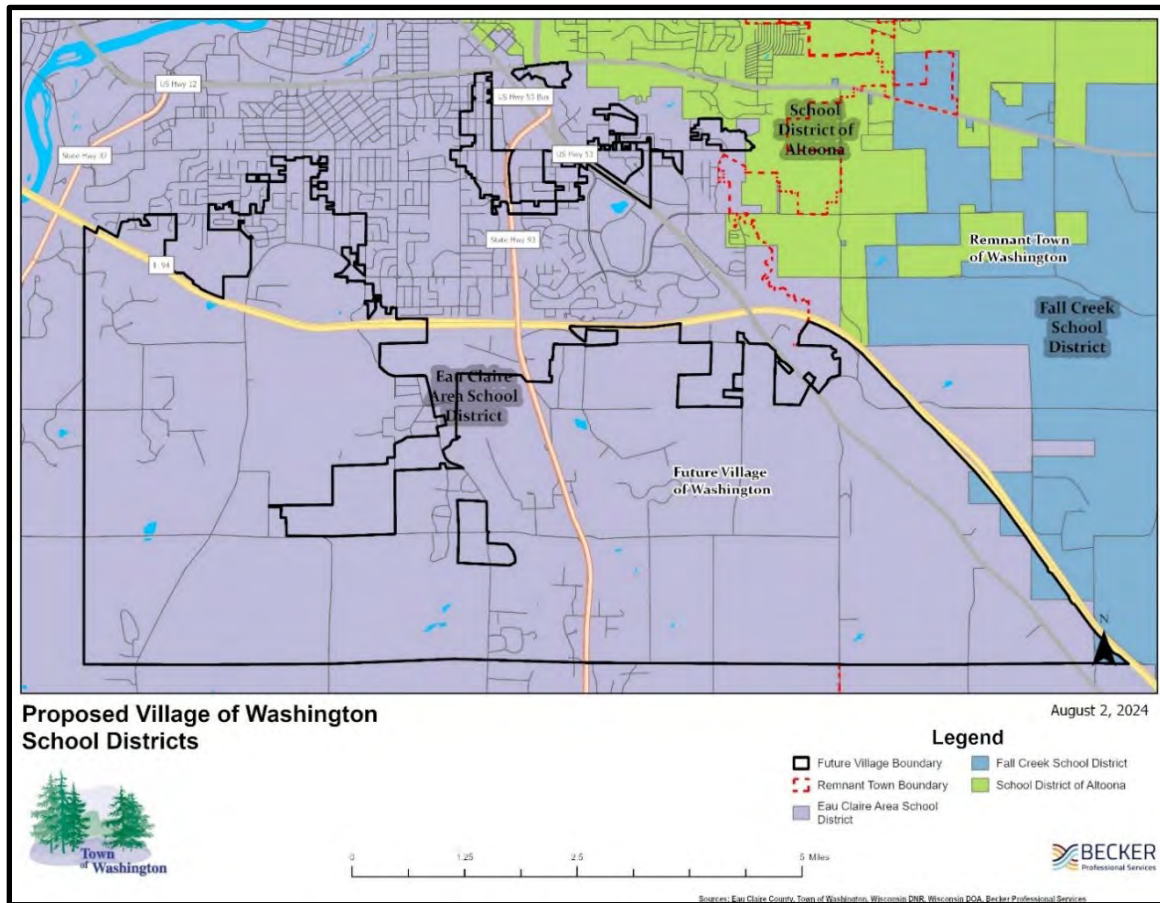 US Hwy 12
US Hwy 53 Bus
School
District of
Altoona
State Hwy 37
US Hwy 53
Remnant Town
of Washington
State Hwy 93
I 94
Fall Creek
School
District
Eau Claire
Area School
District
Future Village
of Washington
N
Proposed Village of Washington
School Districts
August 2, 2024
Legend
Future Village Boundary
Remnant Town Boundary
Eau Claire Area School
District
Fall Creek School District
School District of Altoona
Town
of Washington
0 1.25 2.5 5 Miles
BECKER
Professional Services
Sources: Eau Claire County, Town of Washington, Wisconsin DNR, Wisconsin DOA, Becker Professional Services